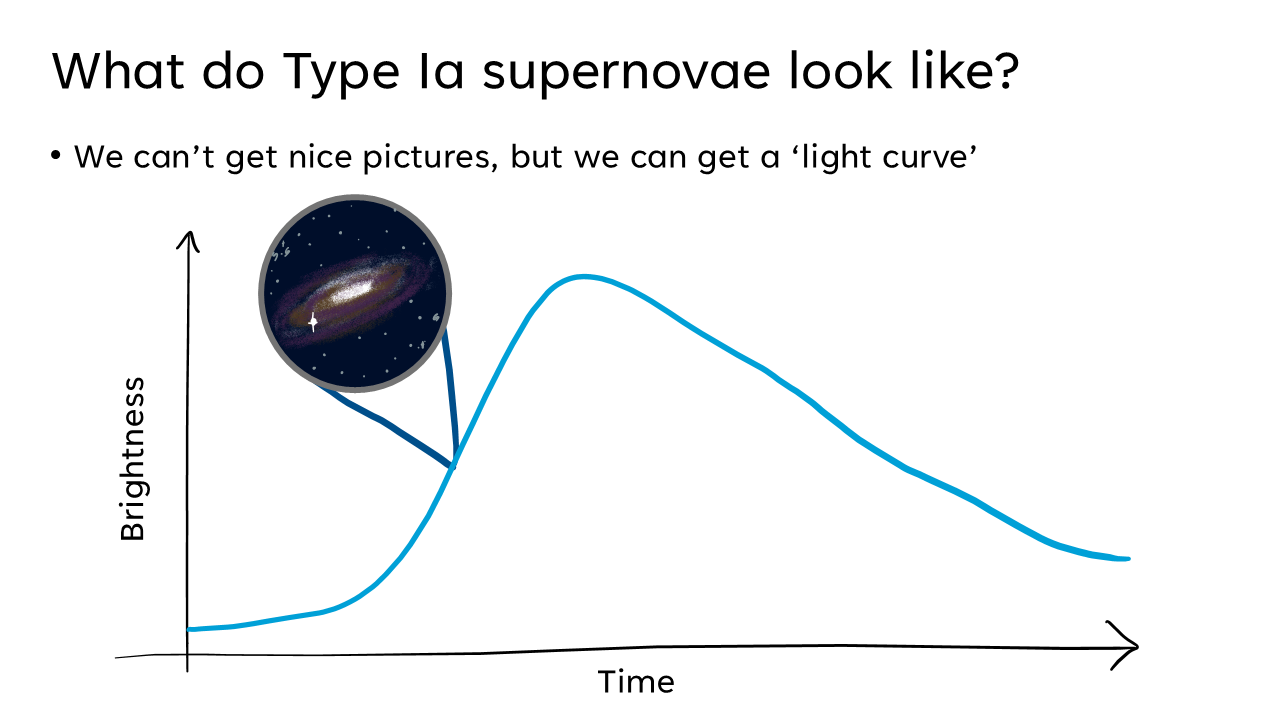 What do Type Ia supernovae look like?
• We can’t get nice pictures, but we can get a ‘light curve’
Brightness
Time